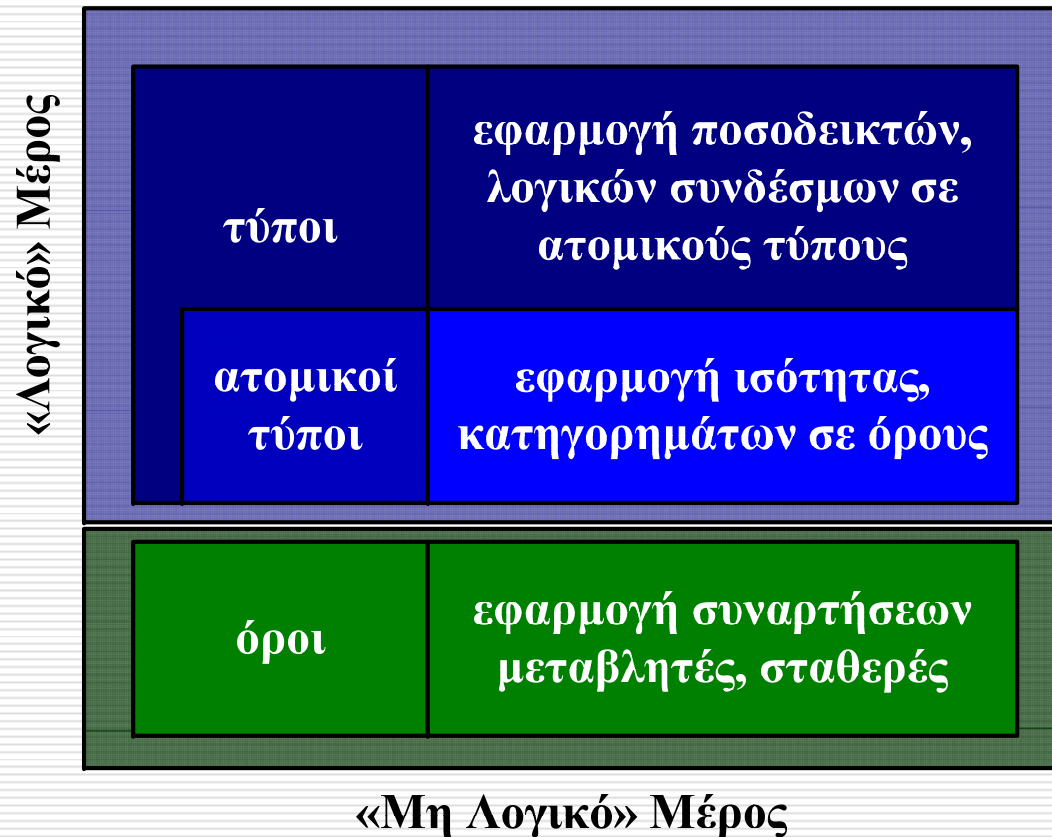 «Λογικό» Μέρος
τύποι
εφαρμογή ποσοδεικτών,
λογικών συνδέσμων σε
ατομικούς τύπους
ατομικοί
τύποι
εφαρμογή ισότητας,
κατηγορημάτων σε όρους
όροι
εφαρμογή συναρτήσεων
μεταβλητές, σταθερές
«Μη Λογικό» Μέρος